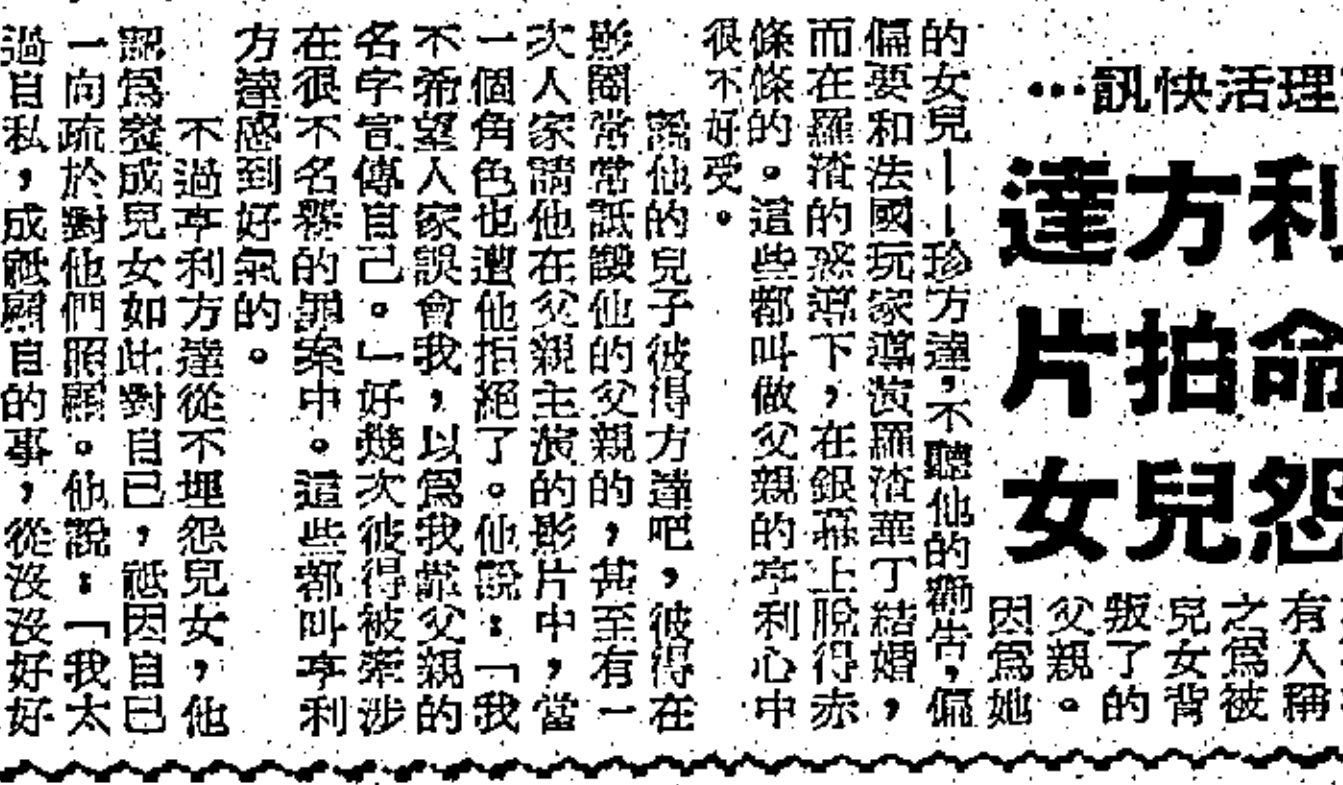 …訊快活理
利方達
命拍片
怨兒女
有人稱
之為被
兒女背
叛了的
父親。
因為她
的女兒——珍方達，不聽他的勸告，偏
偏要和法國玩家導演羅渣華丁結婚，
而在羅渣的慫導下，在銀幕上脫得赤
條條的。這些都叫做父親的亨利心中
很不好受。
說他的兒子彼得方達吧，彼得在
影圈常常詆譭他的父親的，甚至有一
次人家請他在父親主演的影片中，當
一個角色也遭他拒絕了。他說：「我
不希望人家誤會我，以為我靠父親的
名字宣傳自己。」好幾次彼得被牽涉
在很不名譽的罪案中。這些都叫亨利
方達感到好氣的。
不過亨利方達從不埋怨兒女，他
認為養成兒女如此對自己，祗因自己
一向疏於對他們照顧。他說：「我太
過自私，成祗顧自的事，從沒沒好好